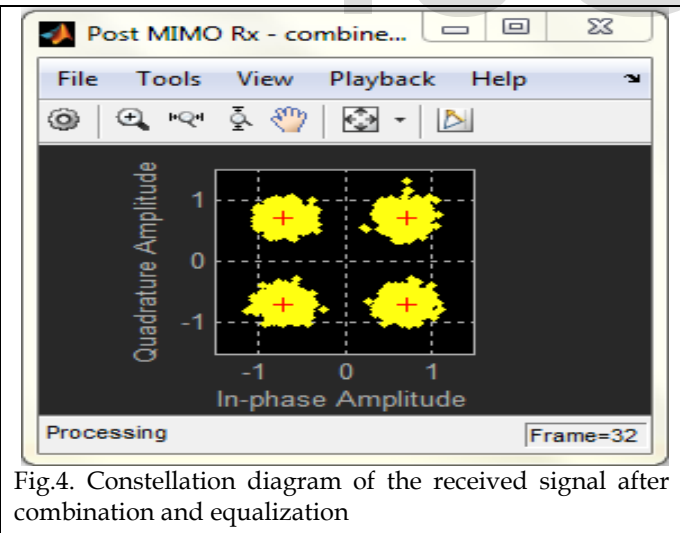 Post MIMO Rx - combine...
File Tools View Playback Help
Quadrature Amplitude
1
0
-1
-1 0 1
In-phase Amplitude
Processing Frame=32
Fig.4. Constellation diagram of the received signal after
combination and equalization